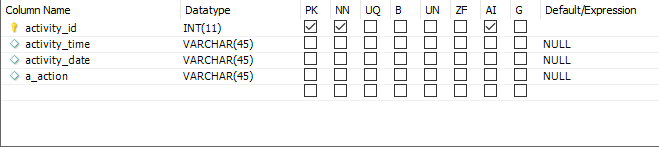 Column Name Datatype PK NN UQ B UN ZF AI G Default/Expression
activity_id INT(11)
activity_time VARCHAR(45) NULL
activity_date VARCHAR(45) NULL
a_action VARCHAR(45) NULL